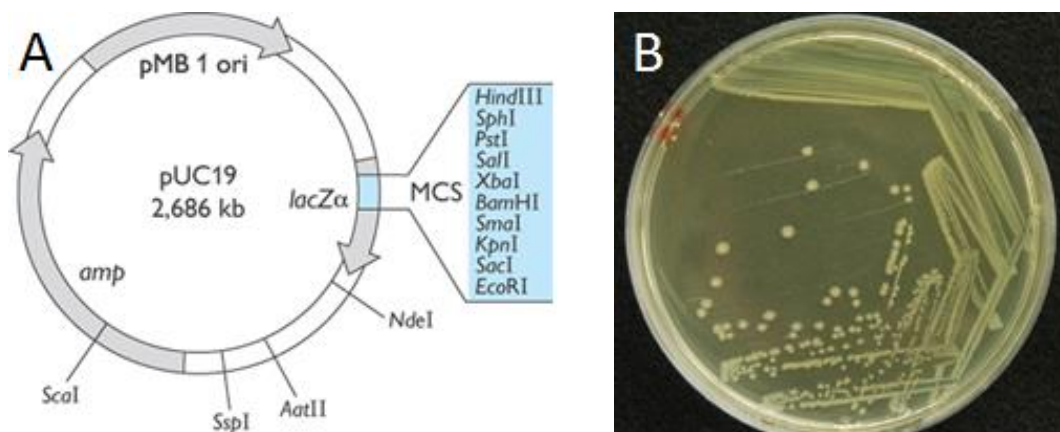 A
pMB 1 ori
pUC19
2,686 kb
lacZα
MCS
HindIII
SphI
PstI
SalI
XbaI
BamHI
SmaI
KpnI
SacI
EcoRI
amp
NdeI
ScaI
SspI
AatII
B